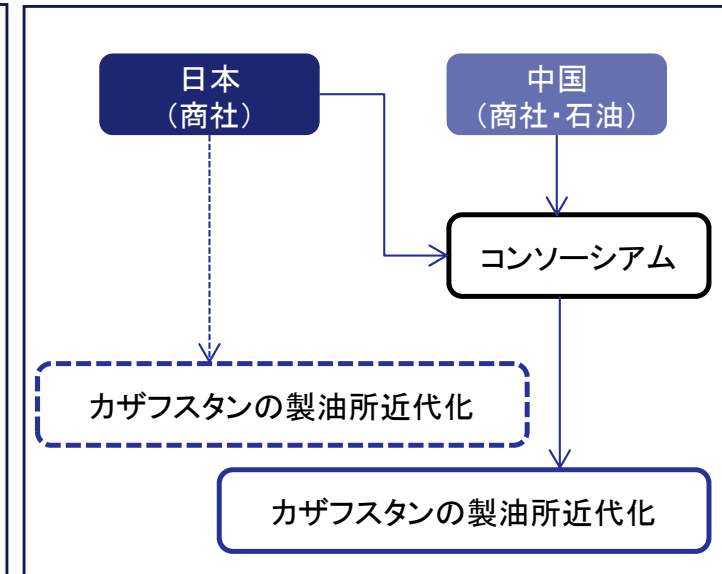 日本
（商社）
中国
（商社・石油）
コンソーシアム
カザフスタンの製油所近代化
カザフスタンの製油所近代化